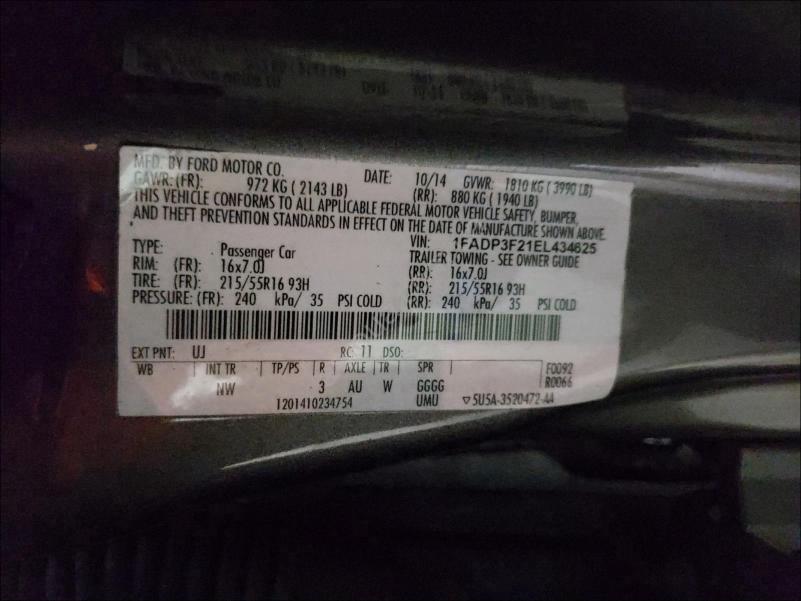 MFD. BY FORD MOTOR CO. DATE: 10/14 GVWR: 1810 KG ( 3990 LB)
GAWR: (FR): 972 KG ( 2143 LB) (RR): 880 KG ( 1940 LB)
THIS VEHICLE CONFORMS TO ALL APPLICABLE FEDERAL MOTOR VEHICLE SAFETY, BUMPER,
AND THEFT PREVENTION STANDARDS IN EFFECT ON THE DATE OF MANUFACTURE SHOWN ABOVE.
VIN: 1FADP3F21EL434625
TYPE: Passenger Car TRAILER TOWING - SEE OWNER GUIDE
RIM: (FR): 16x7.0J (RR): 16x7.0J
TIRE: (FR): 215/55R16 93H (RR): 215/55R16 93H
PRESSURE: (FR): 240 kPa/ 35 PSI COLD (RR): 240 kPa/ 35 PSI COLD
EXT PNT: UJ RC: 11 DSO:
WB INT TR TP/PS R AXLE TR SPR F0092
NW 3 AU W GGGG R0066
1201410234754 UMU ▽5U5A-3520472-AA